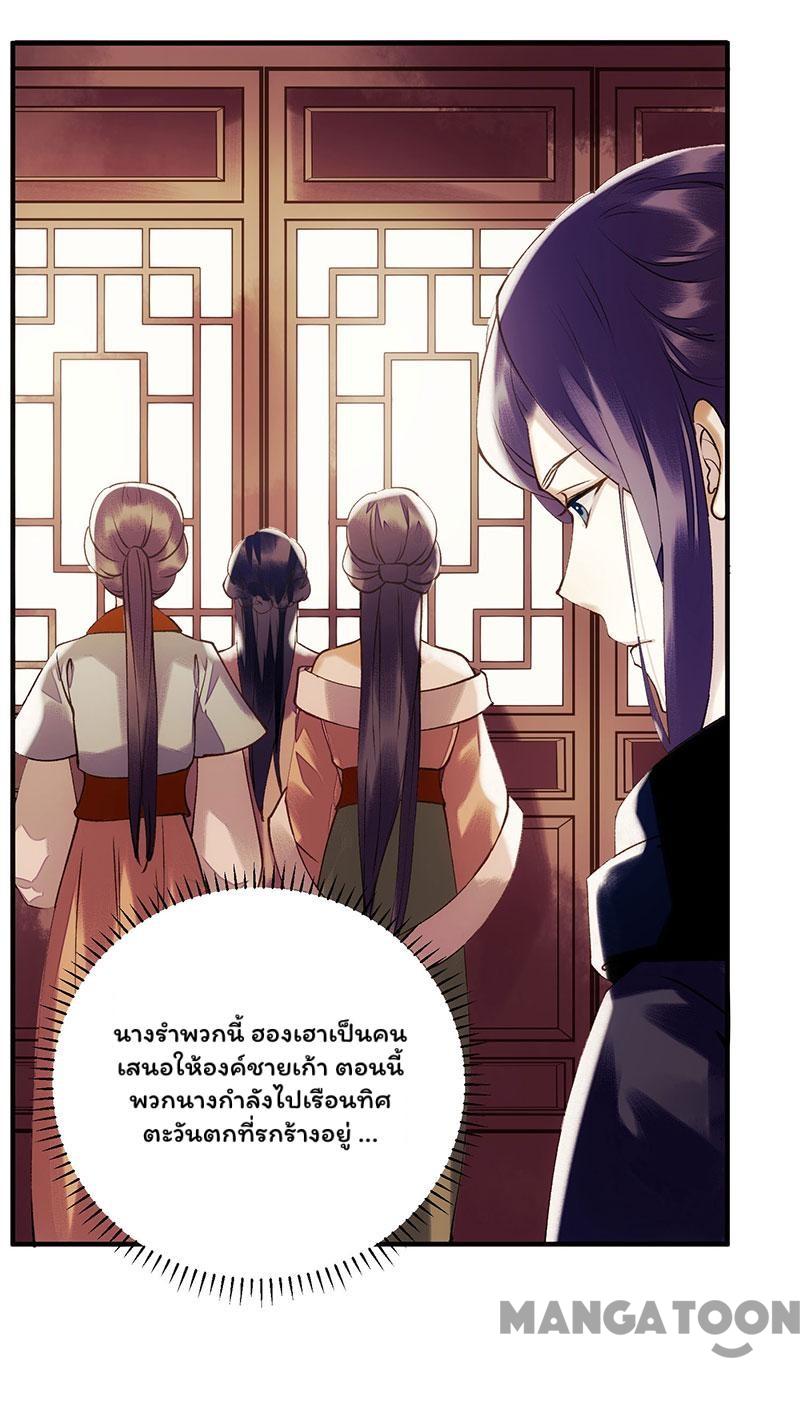 นางรำพวกนี้ ฮองเฮาเป็นคน
เสนอให้องค์ชายเก้า ตอนนี้
พวกนางกำลังไปเรือนทิศ
ตะวันตกที่รกร้างอยู่ ...
MANGATOON